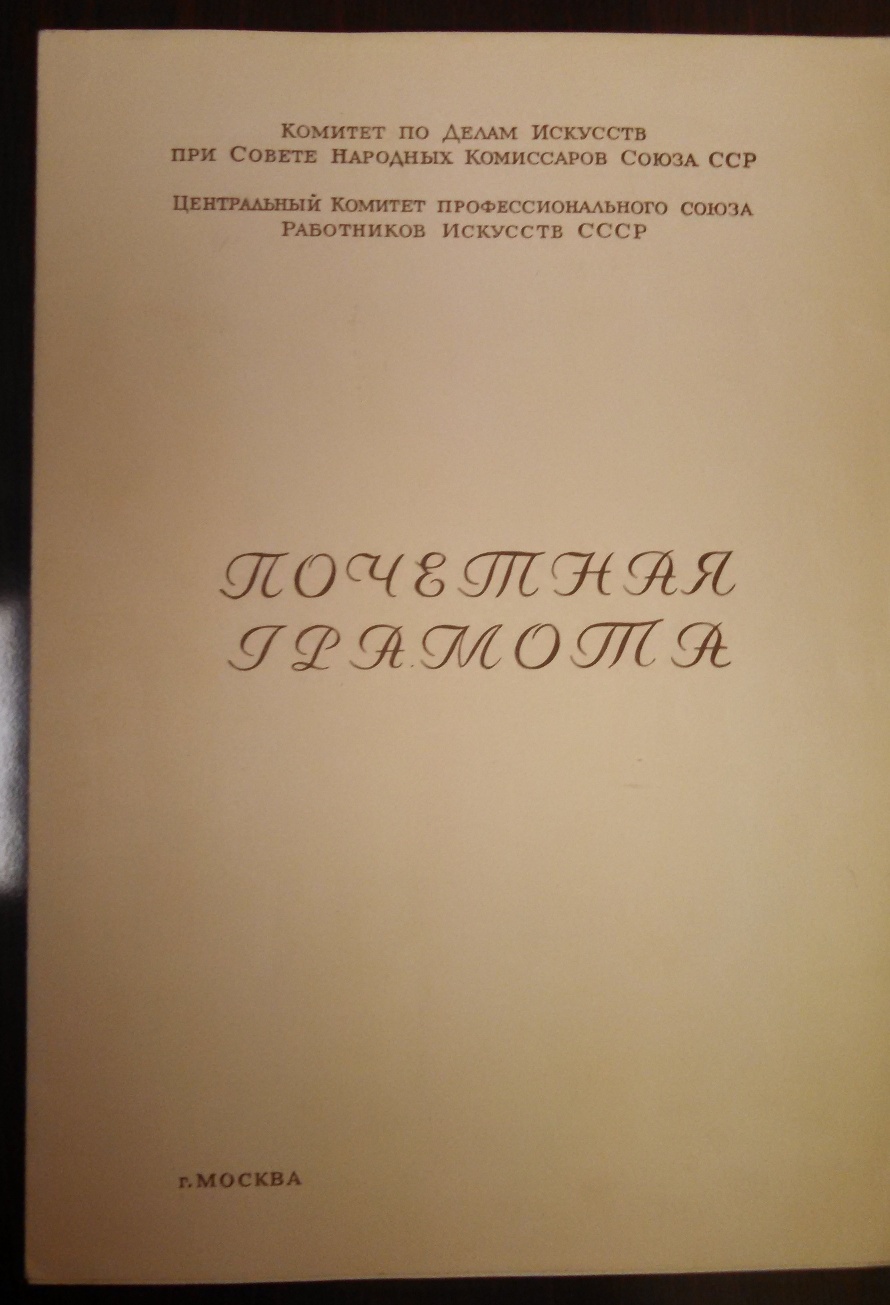 Комитет по Делам Искусств
при Совете Народных Комиссаров Союза ССР
Центральный Комитет профессионального союза
Работников Искусств СССР
ПОЧЕТНАЯ
ГРАМОТА
г.МОСКВА